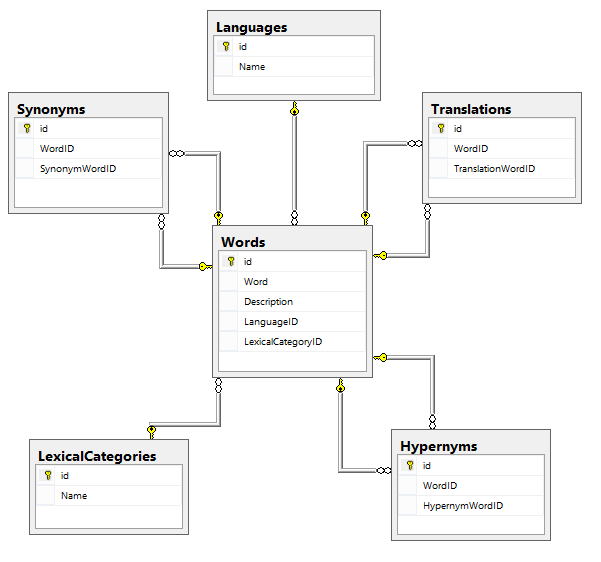 Languages
id
Name
Synonyms
id
WordID
SynonymWordID
Translations
id
WordID
TranslationWordID
Words
id
Word
Description
LanguageID
LexicalCategoryID
LexicalCategories
id
Name
Hypernyms
id
WordID
HypernymWordID